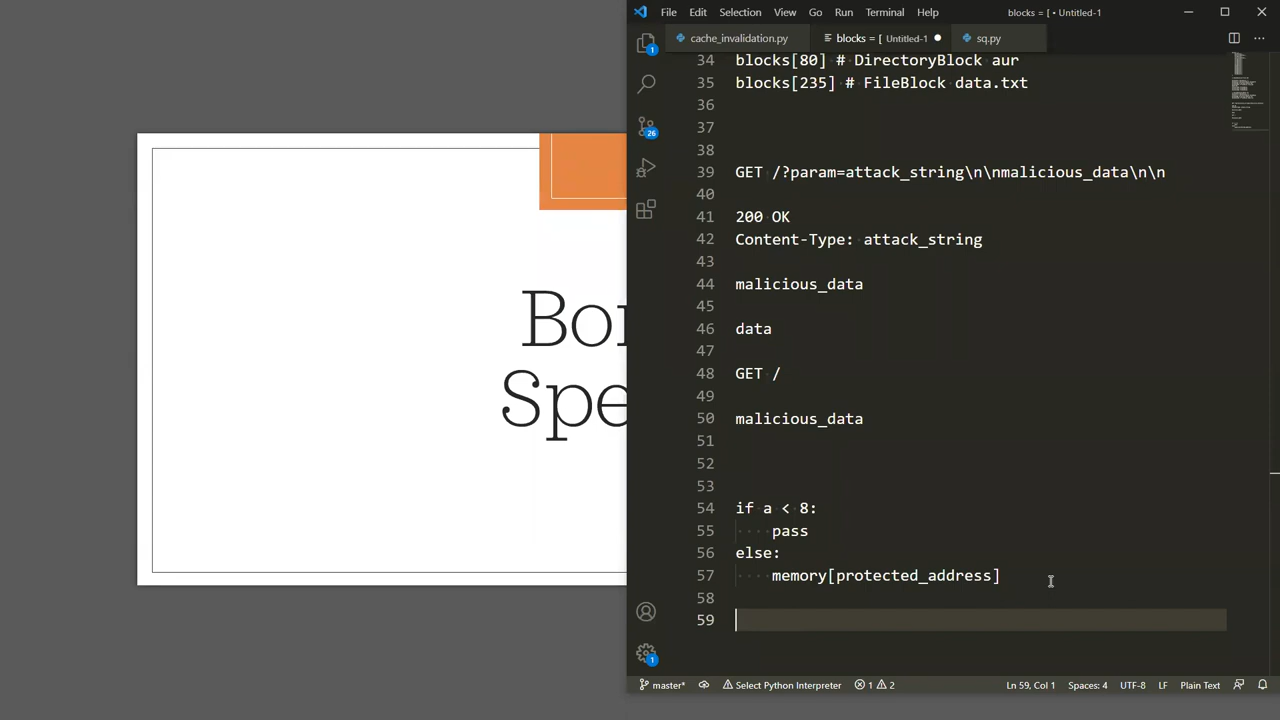 File Edit Selection View Go Run Terminal Help blocks = [ • Untitled-1
cache_invalidation.py blocks = [ Untitled-1 sq.py
34 blocks[80] # DirectoryBlock aur
35 blocks[235] # FileBlock data.txt
36
37
38
39 GET /?param=attack_string\n\nmalicious_data\n\n
40
41 200 OK
42 Content-Type: attack_string
43
44 malicious_data
45
46 data
47
48 GET /
49
50 malicious_data
51
52
53
54 if a < 8:
55 pass
56 else:
57 memory[protected_address]
58
59
1
26
1
master* Select Python Interpreter 1 2 Ln 59, Col 1 Spaces: 4 UTF-8 LF Plain Text